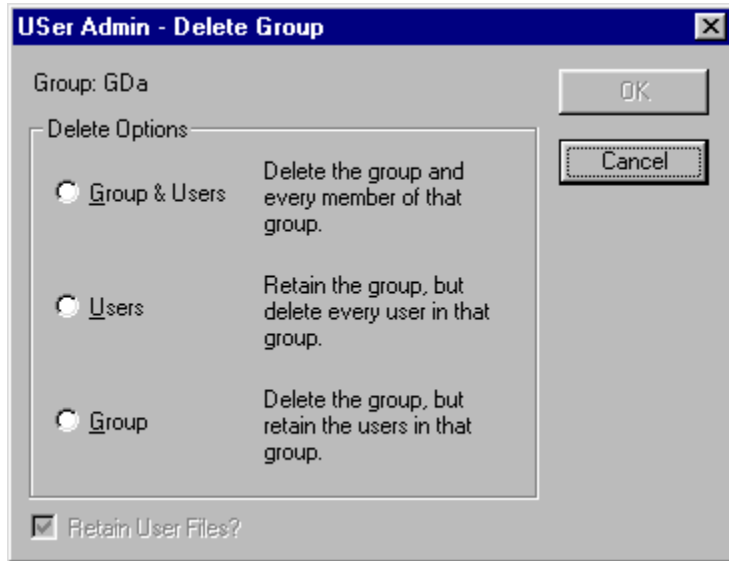 USer Admin - Delete Group
Group: GDa
OK
Delete Options
Cancel
Group & Users
Delete the group and
every member of that
group.
Users
Retain the group, but
delete every user in that
group.
Group
Delete the group, but
retain the users in that
group.
Retain User Files?